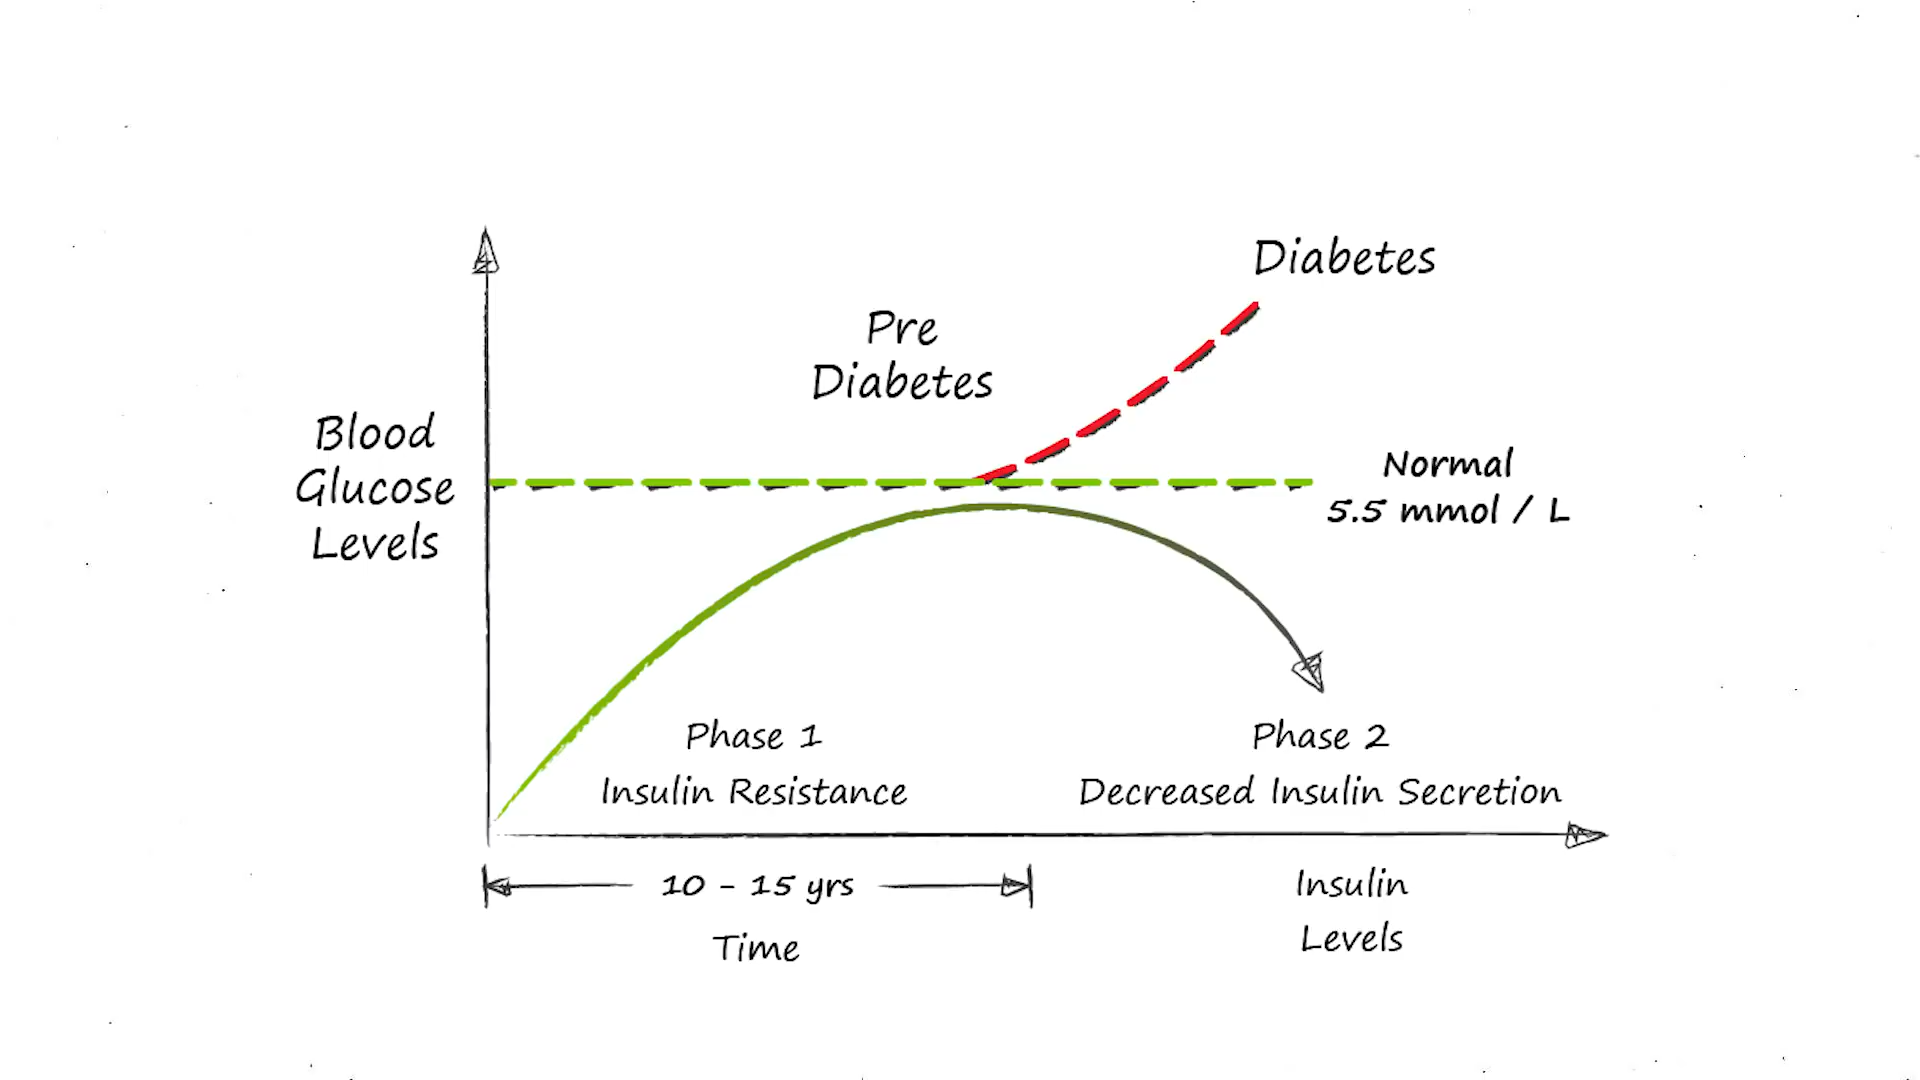 Diabetes
Pre
Diabetes
Blood
Glucose
Levels
Normal
5.5 mmol / L
Phase 1
Insulin Resistance
Phase 2
Decreased Insulin Secretion
10 - 15 yrs
Time
Insulin
Levels